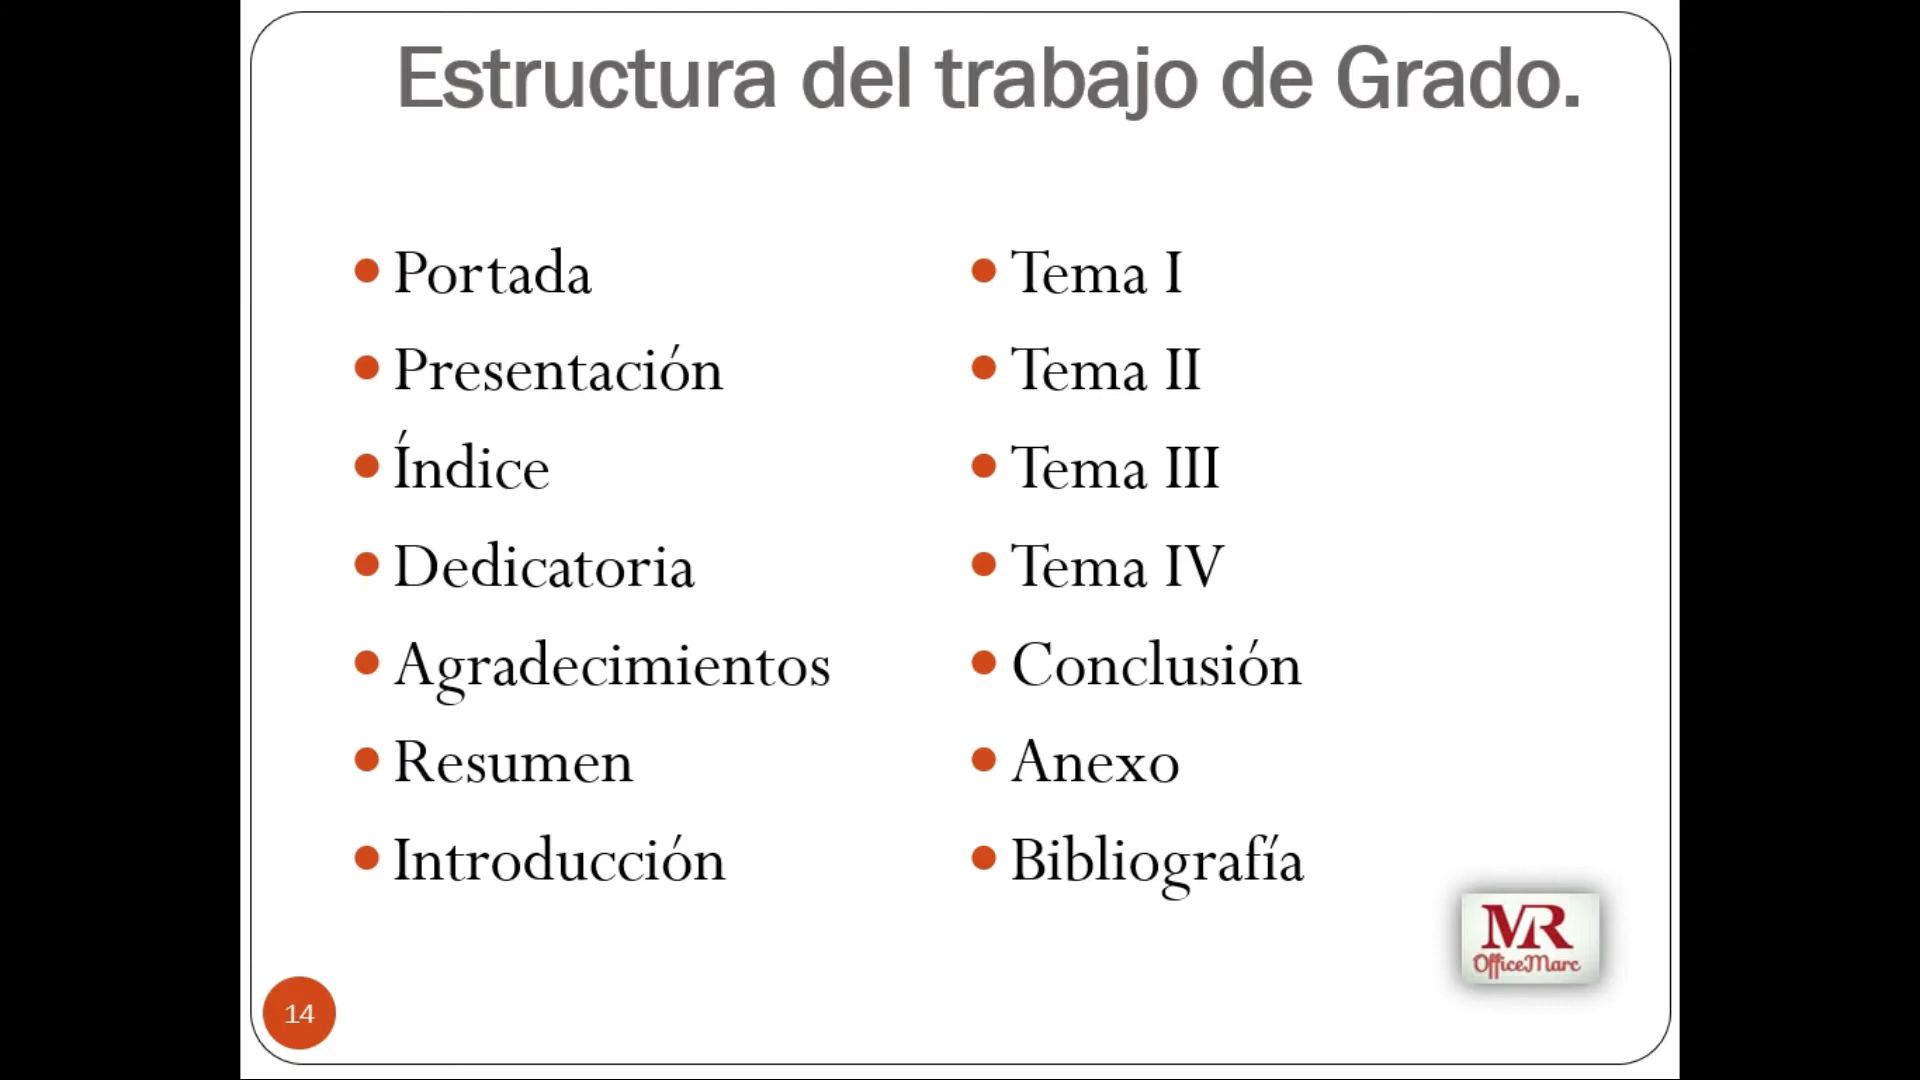 Estructura del trabajo de Grado.
Portada
Presentación
Índice
Dedicatoria
Agradecimientos
Resumen
Introducción
Tema I
Tema II
Tema III
Tema IV
Conclusión
Anexo
Bibliografía
MR
OfficeMarc
14